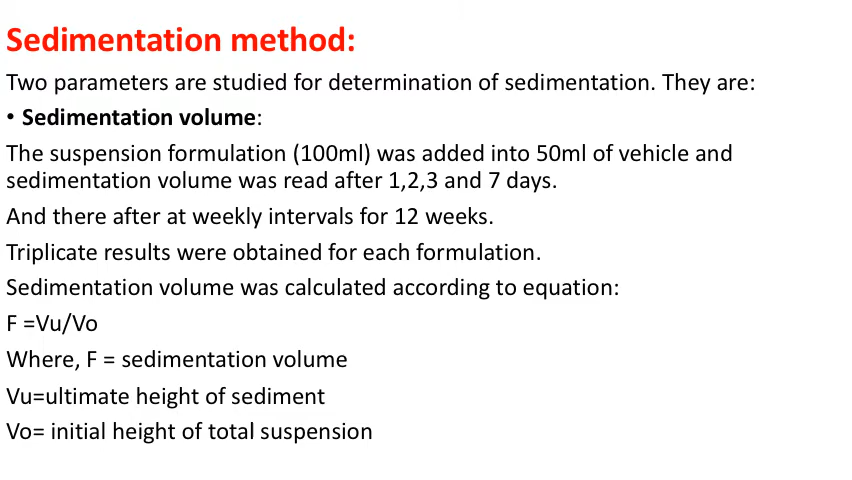 Sedimentation method:
Two parameters are studied for determination of sedimentation. They are:
• Sedimentation volume:
The suspension formulation (100ml) was added into 50ml of vehicle and
sedimentation volume was read after 1,2,3 and 7 days.
And there after at weekly intervals for 12 weeks.
Triplicate results were obtained for each formulation.
Sedimentation volume was calculated according to equation:
F =Vu/Vo
Where, F = sedimentation volume
Vu=ultimate height of sediment
Vo= initial height of total suspension